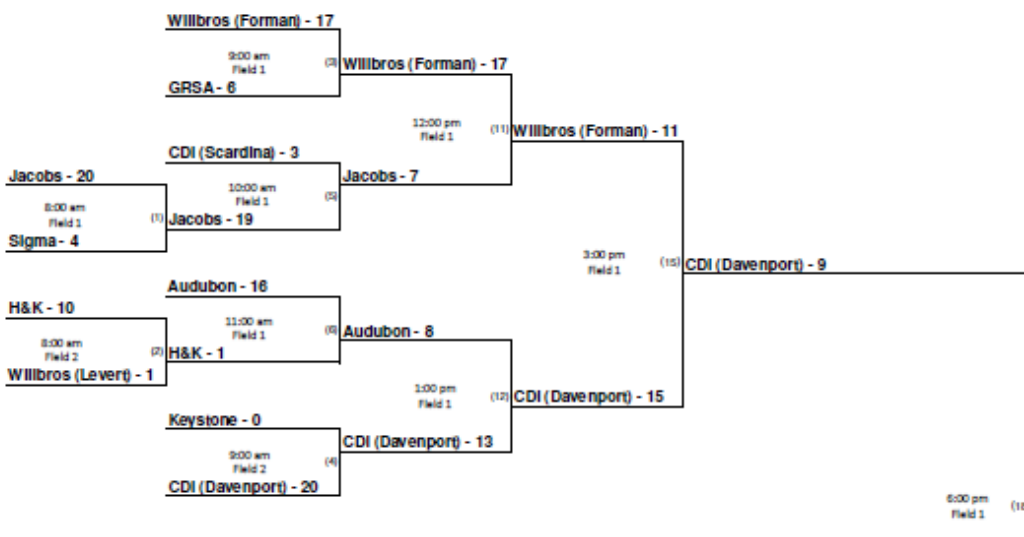 Willbros (Forman) - 17
9:00 am
Field 1
(3)
Willbros (Forman) - 17
GRSA - 6
12:00 pm
Field 1
(11)
Willbros (Forman) - 11
CDI (Scardina) - 3
Jacobs - 20
10:00 am
Field 1
(5)
Jacobs - 7
8:00 am
Field 1
(1)
Jacobs - 19
Sigma - 4
3:00 pm
Field 1
(15)
CDI (Davenport) - 9
Audubon - 16
H&K - 10
11:00 am
Field 1
(6)
Audubon - 8
8:00 am
Field 2
(2)
H&K - 1
Willbros (Levert) - 1
1:00 pm
Field 1
(12)
CDI (Davenport) - 15
Keystone - 0
CDI (Davenport) - 13
9:00 am
Field 2
(4)
CDI (Davenport) - 20
6:00 pm
Field 1